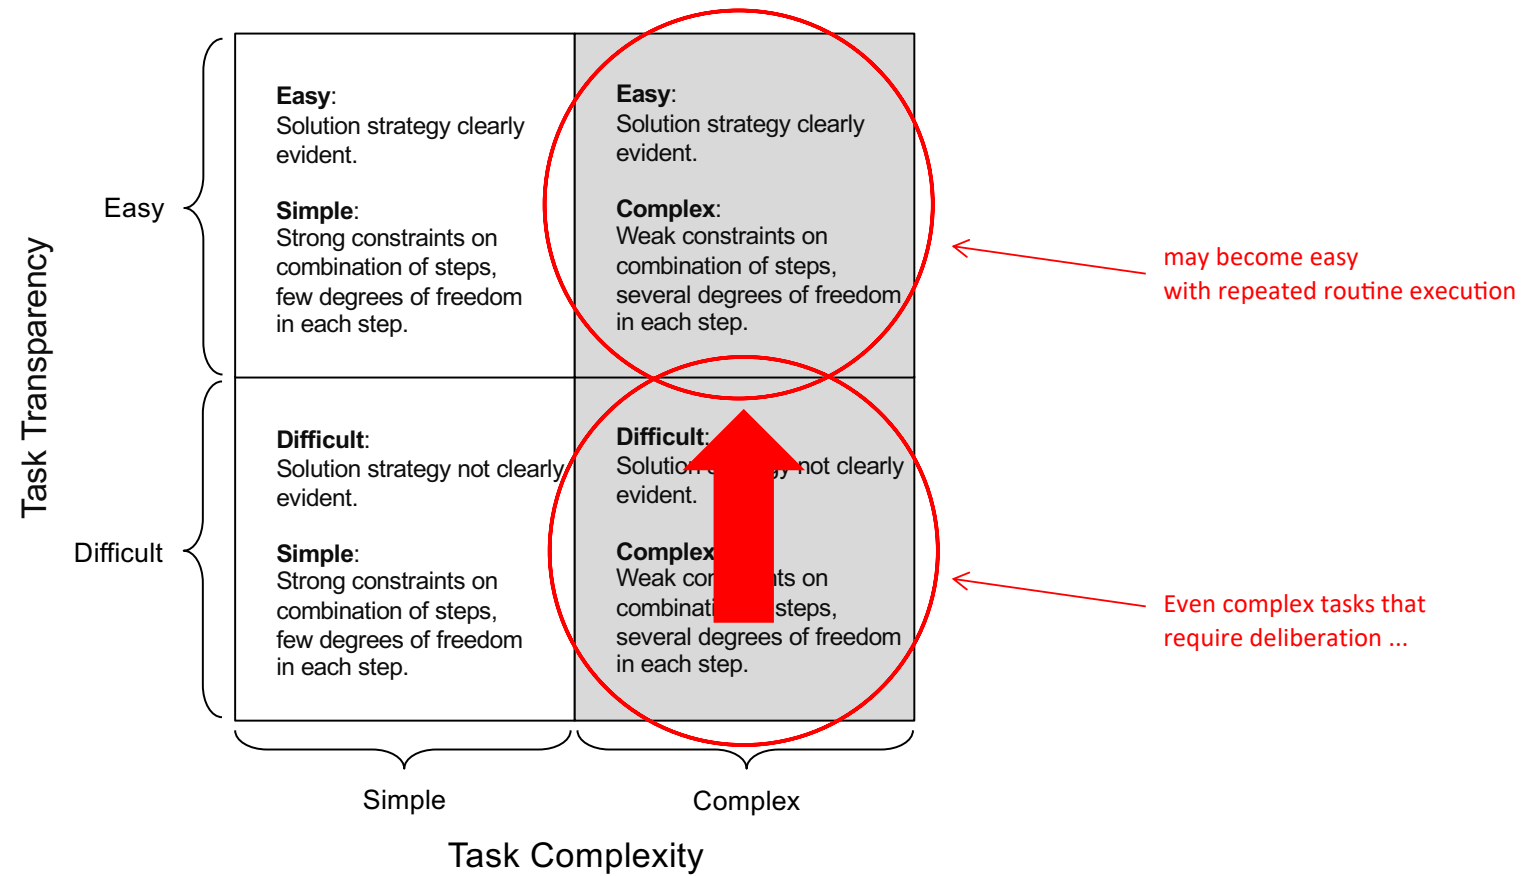 Easy:
Solution strategy clearly
evident.
Simple:
Strong constraints on
combination of steps,
few degrees of freedom
in each step.
Easy:
Solution strategy clearly
evident.
Complex:
Weak constraints on
combination of steps,
several degrees of freedom
in each step.
Easy
may become easy
with repeated routine execution
Task Transparency
Difficult:
Solution strategy not clearly
evident.
Simple:
Strong constraints on
combination of steps,
few degrees of freedom
in each step.
Difficult:
Solution not clearly
evident.
Complex
Weak on
steps,
several degrees of freedom
in each step.
Difficult
Even complex tasks that
require deliberation ...
Simple
Complex
Task Complexity